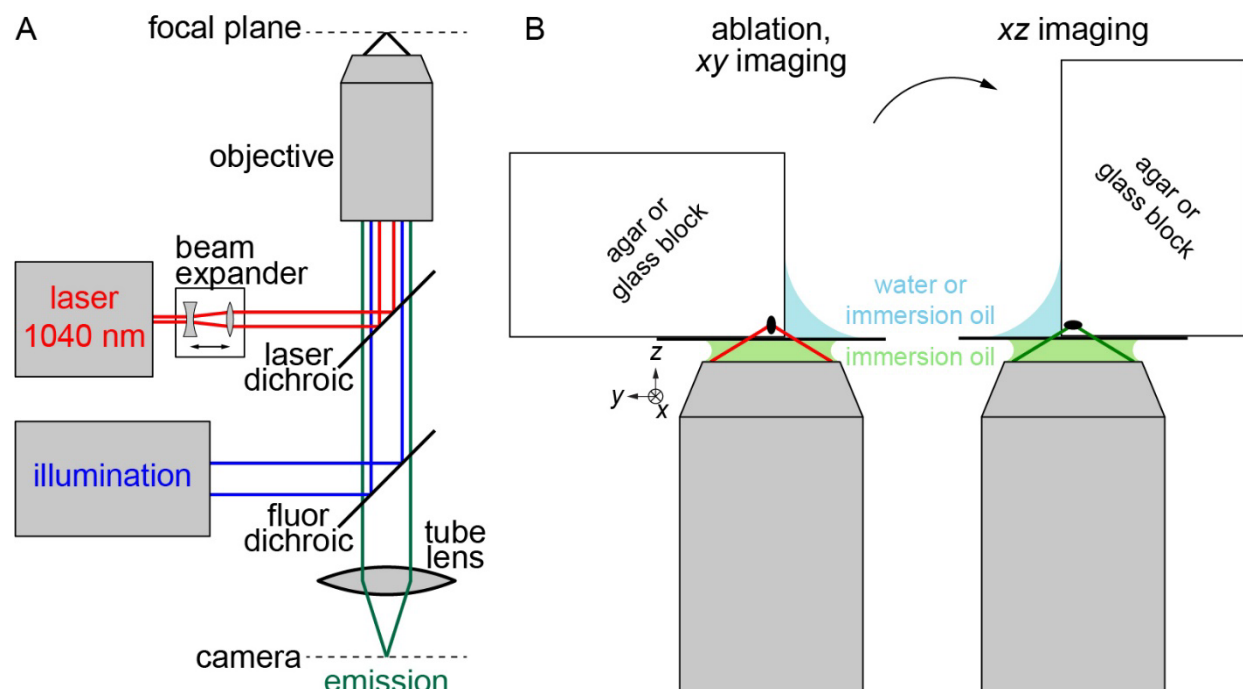 A
focal plane
objective
beam
expander
laser
1040 nm
laser
dichroic
illumination
fluor
dichroic
tube
lens
camera
emission
B
ablation,
xy imaging
xz imaging
agar or
glass block
agar or
glass block
water or
immersion oil
immersion oil
z
y
x